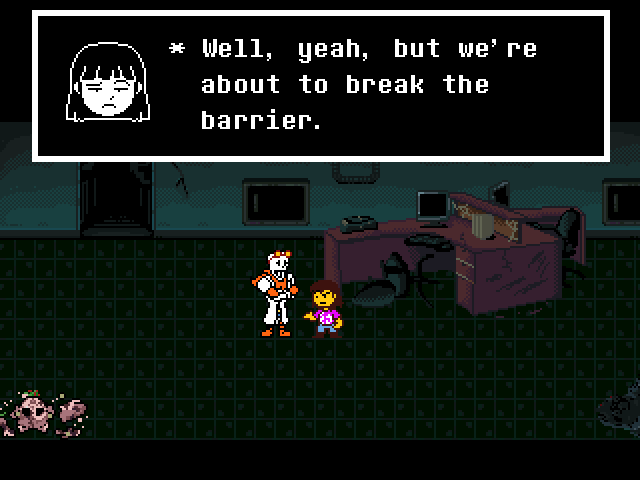 * Well, yeah, but we're
about to break the
barrier.